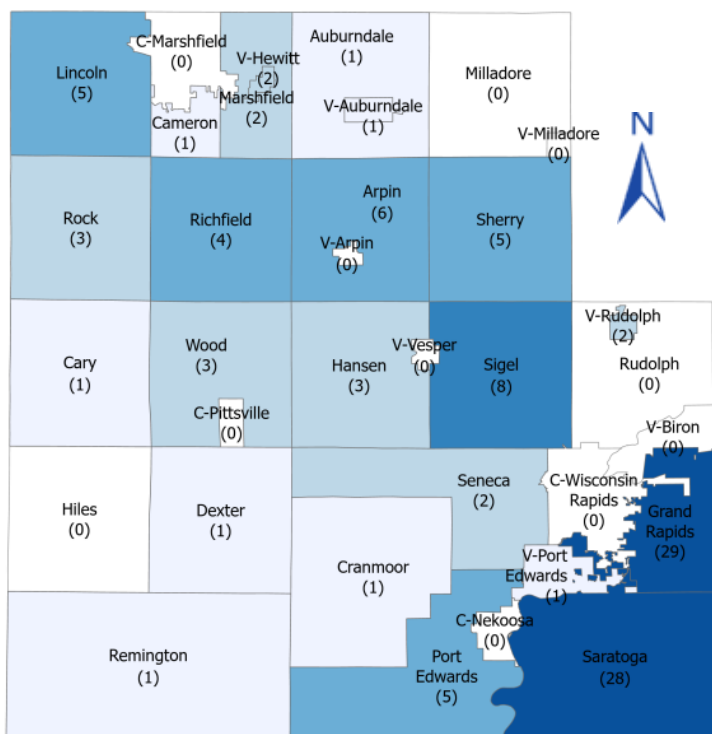 C-Marshfield
(0)
Lincoln
(5)
V-Hewitt
(2)
Marshfield
(2)
Cameron
(1)
Auburndale
(1)
V-Auburndale
(1)
Milladore
(0)
V-Milladore
(0)
N
Rock
(3)
Richfield
(4)
Arpin
(6)
V-Arpin
(0)
Sherry
(5)
Cary
(1)
Wood
(3)
C-Pittsville
(0)
Hansen
(3)
V-Vesper
(0)
Sigel
(8)
V-Rudolph
(2)
Rudolph
(0)
V-Biron
(0)
Hiles
(0)
Dexter
(1)
Seneca
(2)
C-Wisconsin
Rapids
(0)
Grand
Rapids
(29)
Cranmoor
(1)
V-Port
Edwards
(1)
C-Nekoosa
(0)
Remington
(1)
Port
Edwards
(5)
Saratoga
(28)